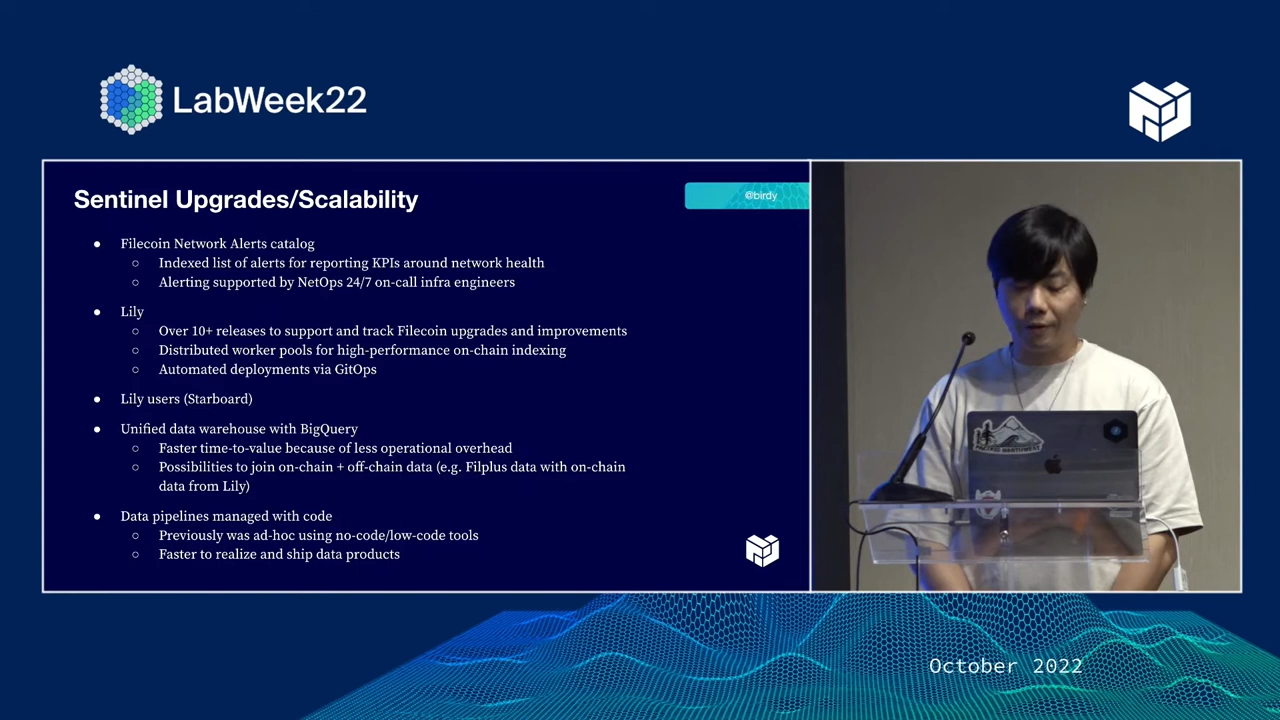 LabWeek22
Sentinel Upgrades/Scalability
@birdy
● Filecoin Network Alerts catalog
○ Indexed list of alerts for reporting KPIs around network health
○ Alerting supported by NetOps 24/7 on-call infra engineers
● Lily
○ Over 10+ releases to support and track Filecoin upgrades and improvements
○ Distributed worker pools for high-performance on-chain indexing
○ Automated deployments via GitOps
● Lily users (Starboard)
● Unified data warehouse with BigQuery
○ Faster time-to-value because of less operational overhead
○ Possibilities to join on-chain + off-chain data (e.g. Filplus data with on-chain
data from Lily)
● Data pipelines managed with code
○ Previously was ad-hoc using no-code/low-code tools
○ Faster to realize and ship data products
PACIFIC NORTHWEST
October 2022